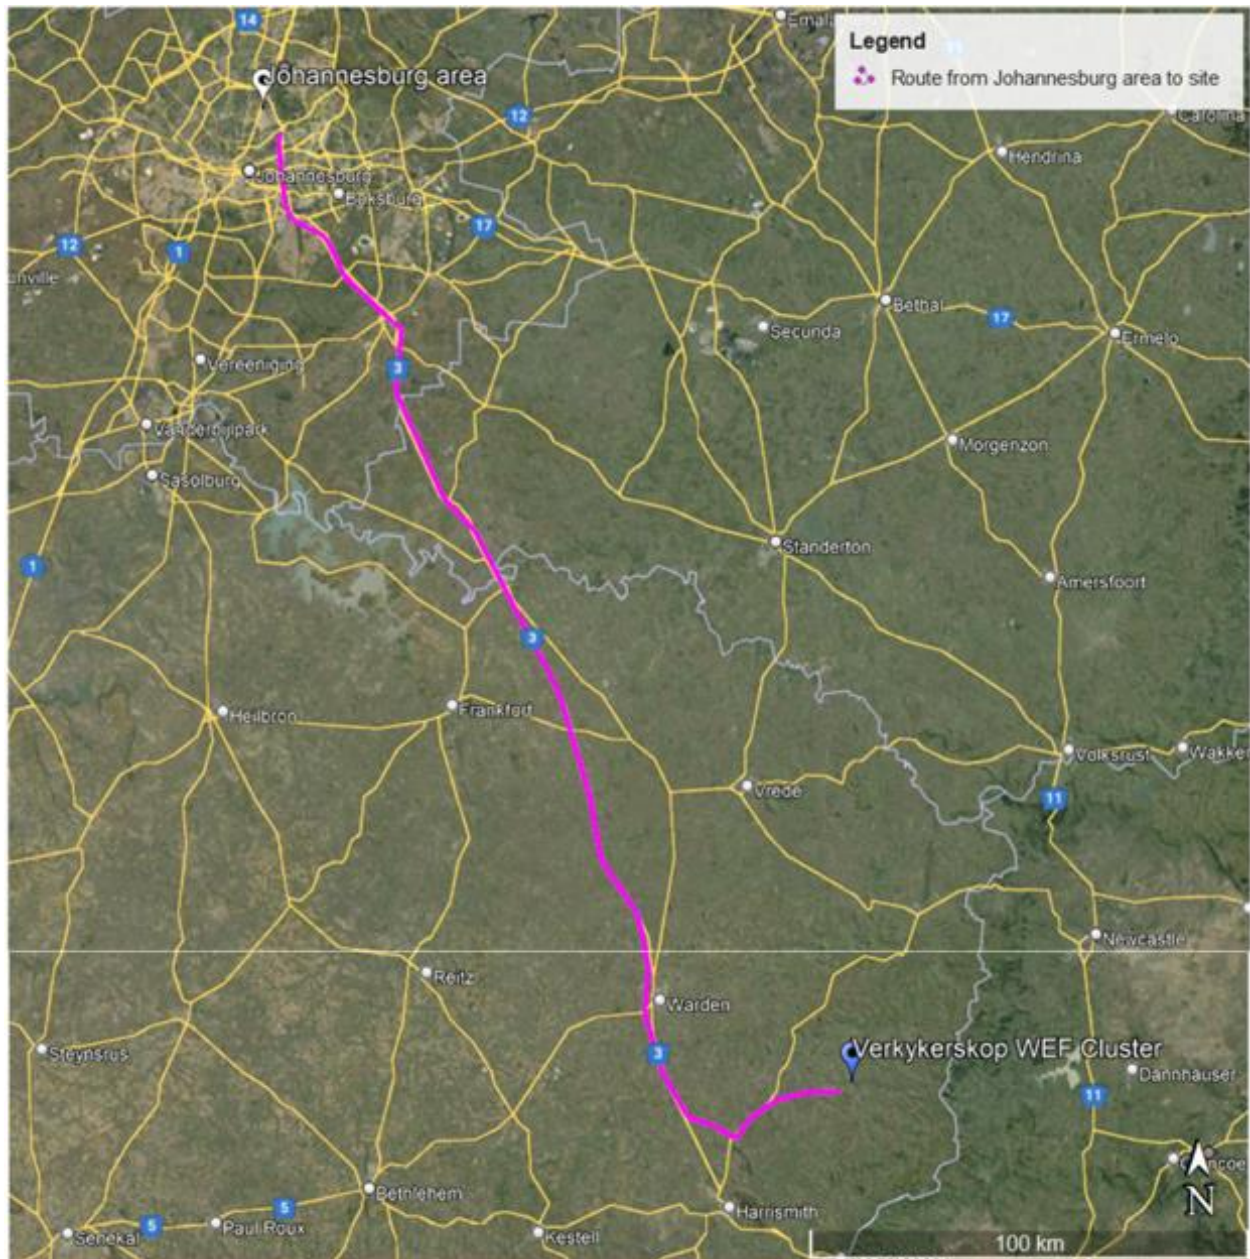 14
Emala
Legend
Route from Johannesburg area to site
Johannesburg area
12
Carolina
Hendrina
Johannesburg
Boksburg
17
12
1
Bethal
17
Secunda
Ermelo
Vereeniging
3
Vanderbijlpark
Morgenzon
Sasolburg
Standerton
1
Amersfoort
3
Heilbron
Frankfort
Volksrust
Wakker
Vrede
11
Newcastle
Reitz
Warden
Steynsrus
3
Verkykerskop WEF Cluster
Dannhauser
11
N
Bethlehem
5
5
Paul Roux
Harrismith
Senekal
Kestell
100 km